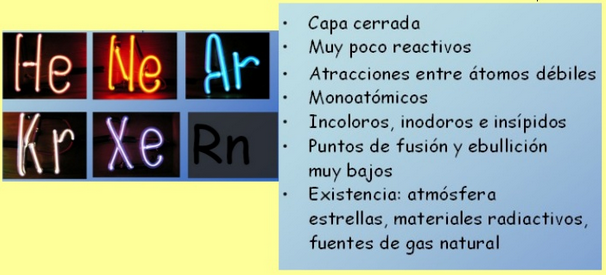 He Ne Ar
Kr Xe Rn
· Capa cerrada
· Muy poco reactivos
· Atracciones entre átomos débiles
· Monoatómicos
· Incoloros, inodoros e insípidos
· Puntos de fusión y ebullición
muy bajos
· Existencia: atmósfera
estrellas, materiales radiactivos,
fuentes de gas natural